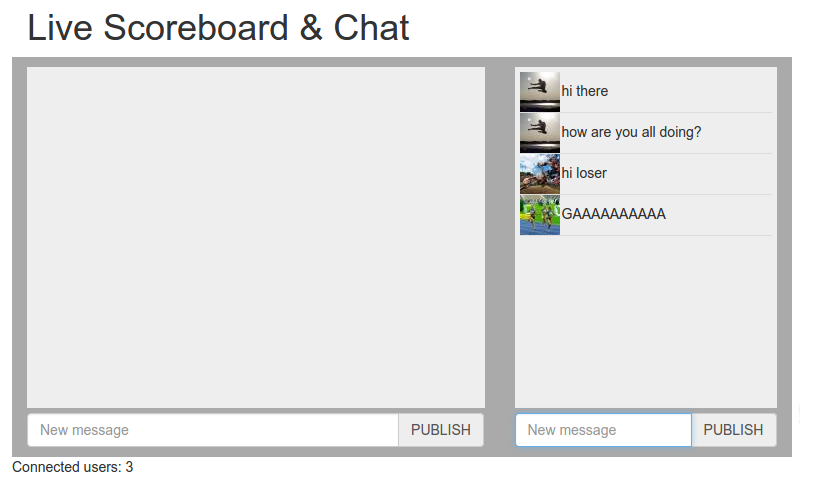 Live Scoreboard & Chat
hi there
how are you all doing?
hi loser
GAAAAAAAAAA
New message
PUBLISH
New message
PUBLISH
Connected users: 3